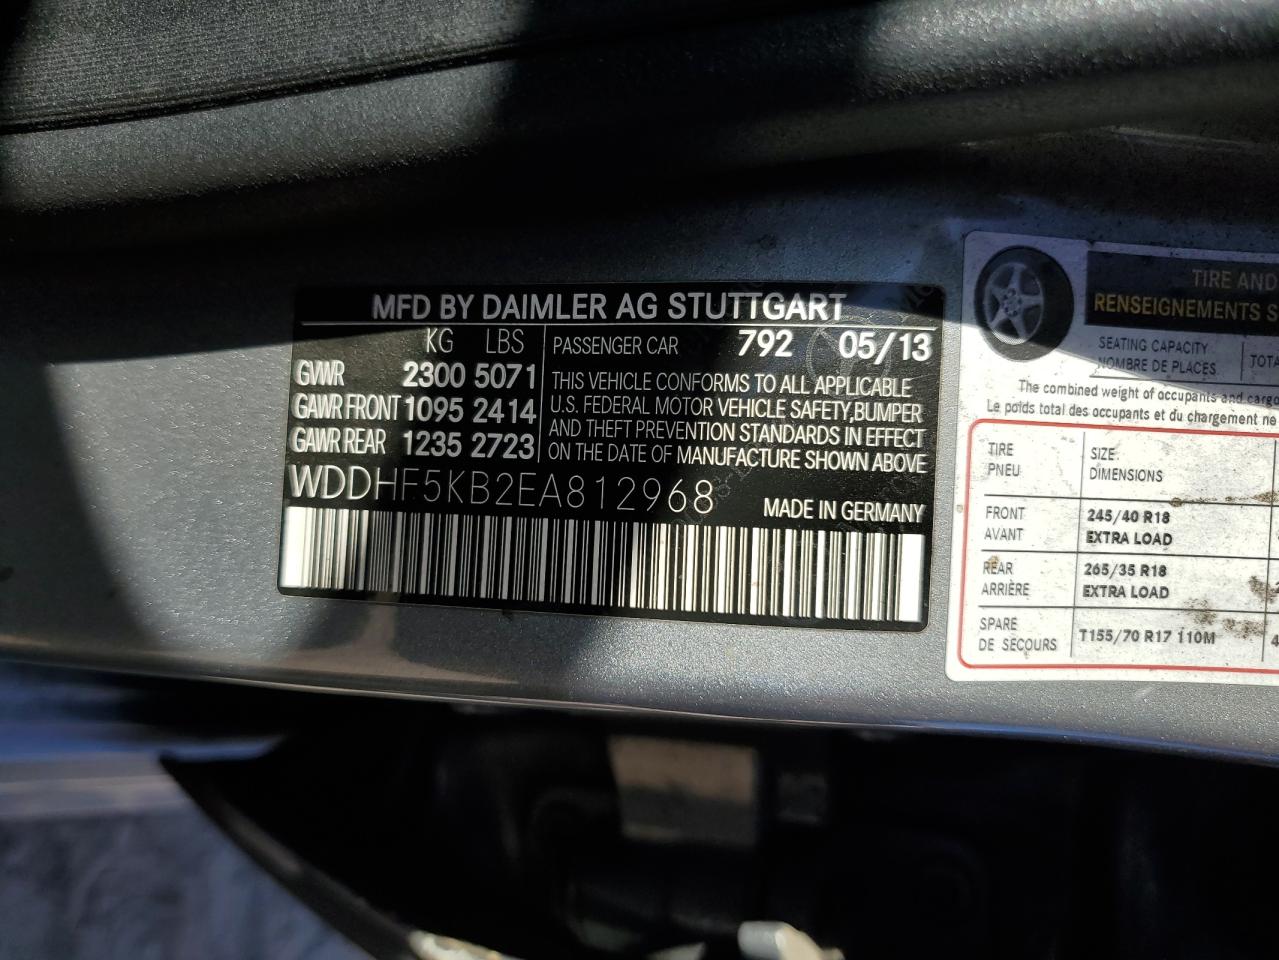 MFD BY DAIMLER AG STUTTGART
KG LBS
GVWR 2300 5071
GAWR FRONT 1095 2414
GAWR REAR 1235 2723
PASSENGER CAR 792 05/13
THIS VEHICLE CONFORMS TO ALL APPLICABLE
U.S. FEDERAL MOTOR VEHICLE SAFETY,BUMPER
AND THEFT PREVENTION STANDARDS IN EFFECT
ON THE DATE OF MANUFACTURE SHOWN ABOVE
WDDHF5KB2EA812968
MADE IN GERMANY
TIRE AND
RENSEIGNEMENTS S
SEATING CAPACITY
NOMBRE DE PLACES
TOTA
The combined weight of occupants and cargo
Le poids total des occupants et du chargement ne
TIRE SIZE
PNEU DIMENSIONS
FRONT 245/40 R18
AVANT EXTRA LOAD
REAR 265/35 R18
ARRIÈRE EXTRA LOAD
SPARE T155/70 R17 110M
DE SECOURS
4